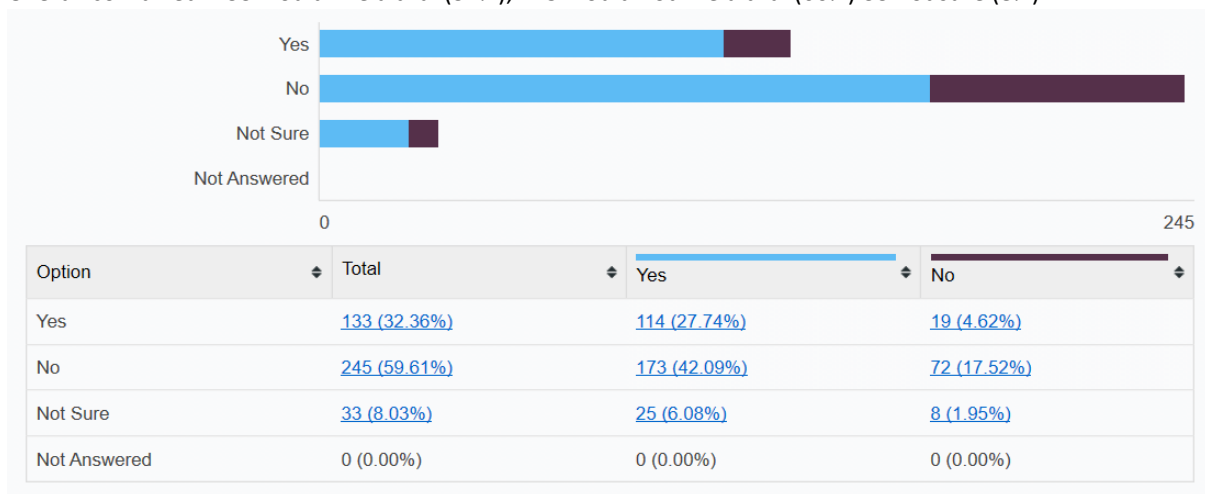 Yes
No
Not Sure
Not Answered
0 245
Option Total Yes No
Yes 133 (32.36%) 114 (27.74%) 19 (4.62%)
No 245 (59.61%) 173 (42.09%) 72 (17.52%)
Not Sure 33 (8.03%) 25 (6.08%) 8 (1.95%)
Not Answered 0 (0.00%) 0 (0.00%) 0 (0.00%)